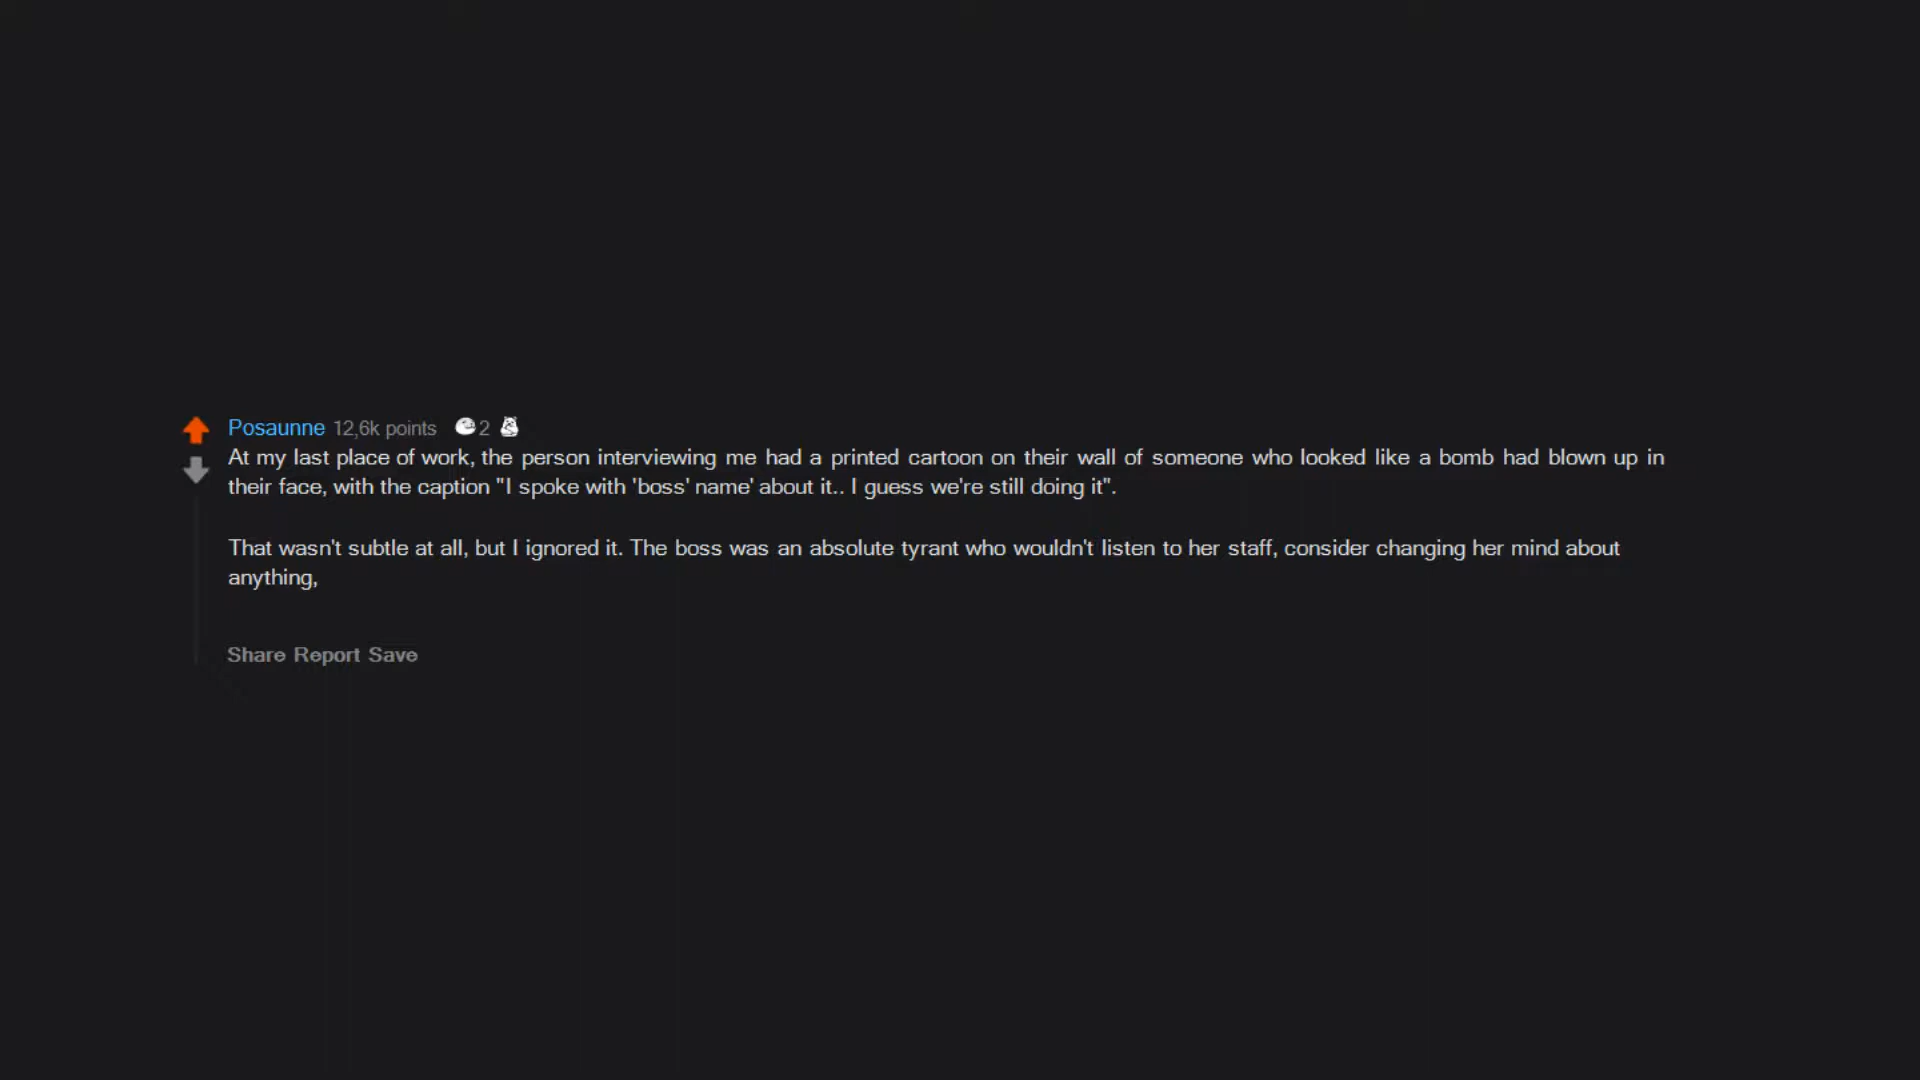 Posaunne 12,6k points 2
At my last place of work, the person interviewing me had a printed cartoon on their wall of someone who looked like a bomb had blown up in
their face, with the caption "I spoke with 'boss' name' about it.. I guess we're still doing it".
That wasn't subtle at all, but I ignored it. The boss was an absolute tyrant who wouldn't listen to her staff, consider changing her mind about
anything,
Share Report Save